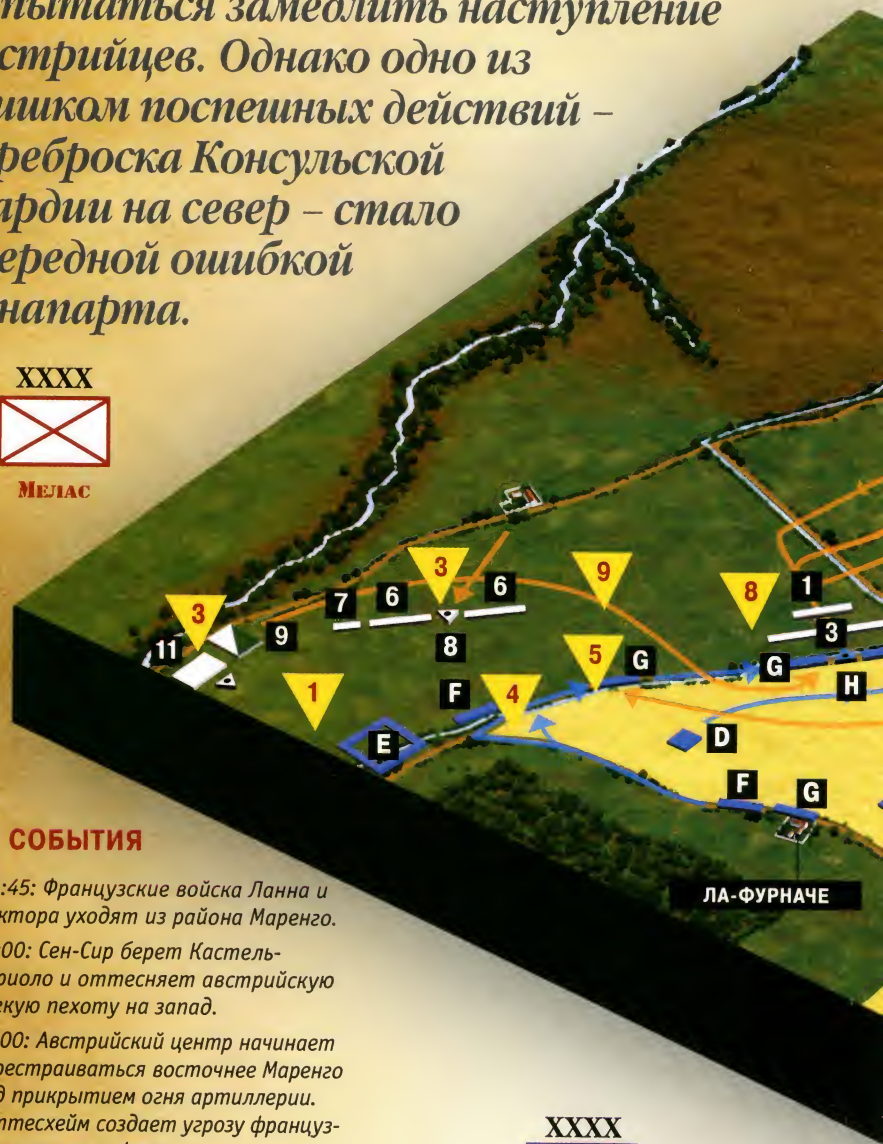 пытаться замедлить наступление
стрийцев. Однако одно из
ишком поспешных действий –
реброска Консульской
ардии на север – стало
ередной ошибкой
напарта.
XXXX
МЕЛАС
3
6
9
3
7
6
8
1
11
9
8
3
1
F
4
5
G
G
H
E
D
F
G
ЛА-ФУРНАЧЕ
СОБЫТИЯ
:45: Французские войска Ланна и
ктора уходят из района Маренго.
00: Сен-Сир берет Кастель-
риоло и оттесняет австрийскую
гкую пехоту на запад.
00: Австрийский центр начинает
рестраиваться восточнее Маренго
д прикрытием огня артиллерии.
ттесхейм создает угрозу француз-
XXXX